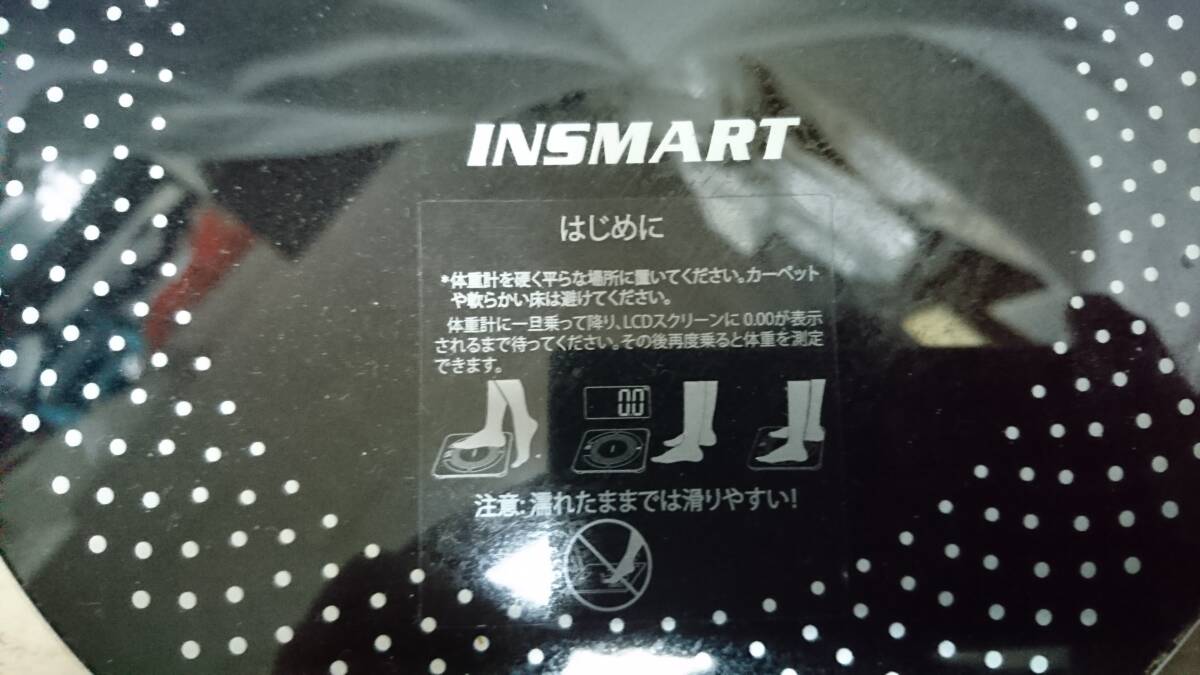 INSMART
はじめに
*体重計を硬く平らな場所に置いてください。カーペット
や軟らかい床は避けてください。
体重計に一旦乗って降り、LCDスクリーンに 0.00が表示
されるまで待ってください。その後再度乗ると体重を測定
できます。
0.0
注意: 濡れたままでは滑りやすい!